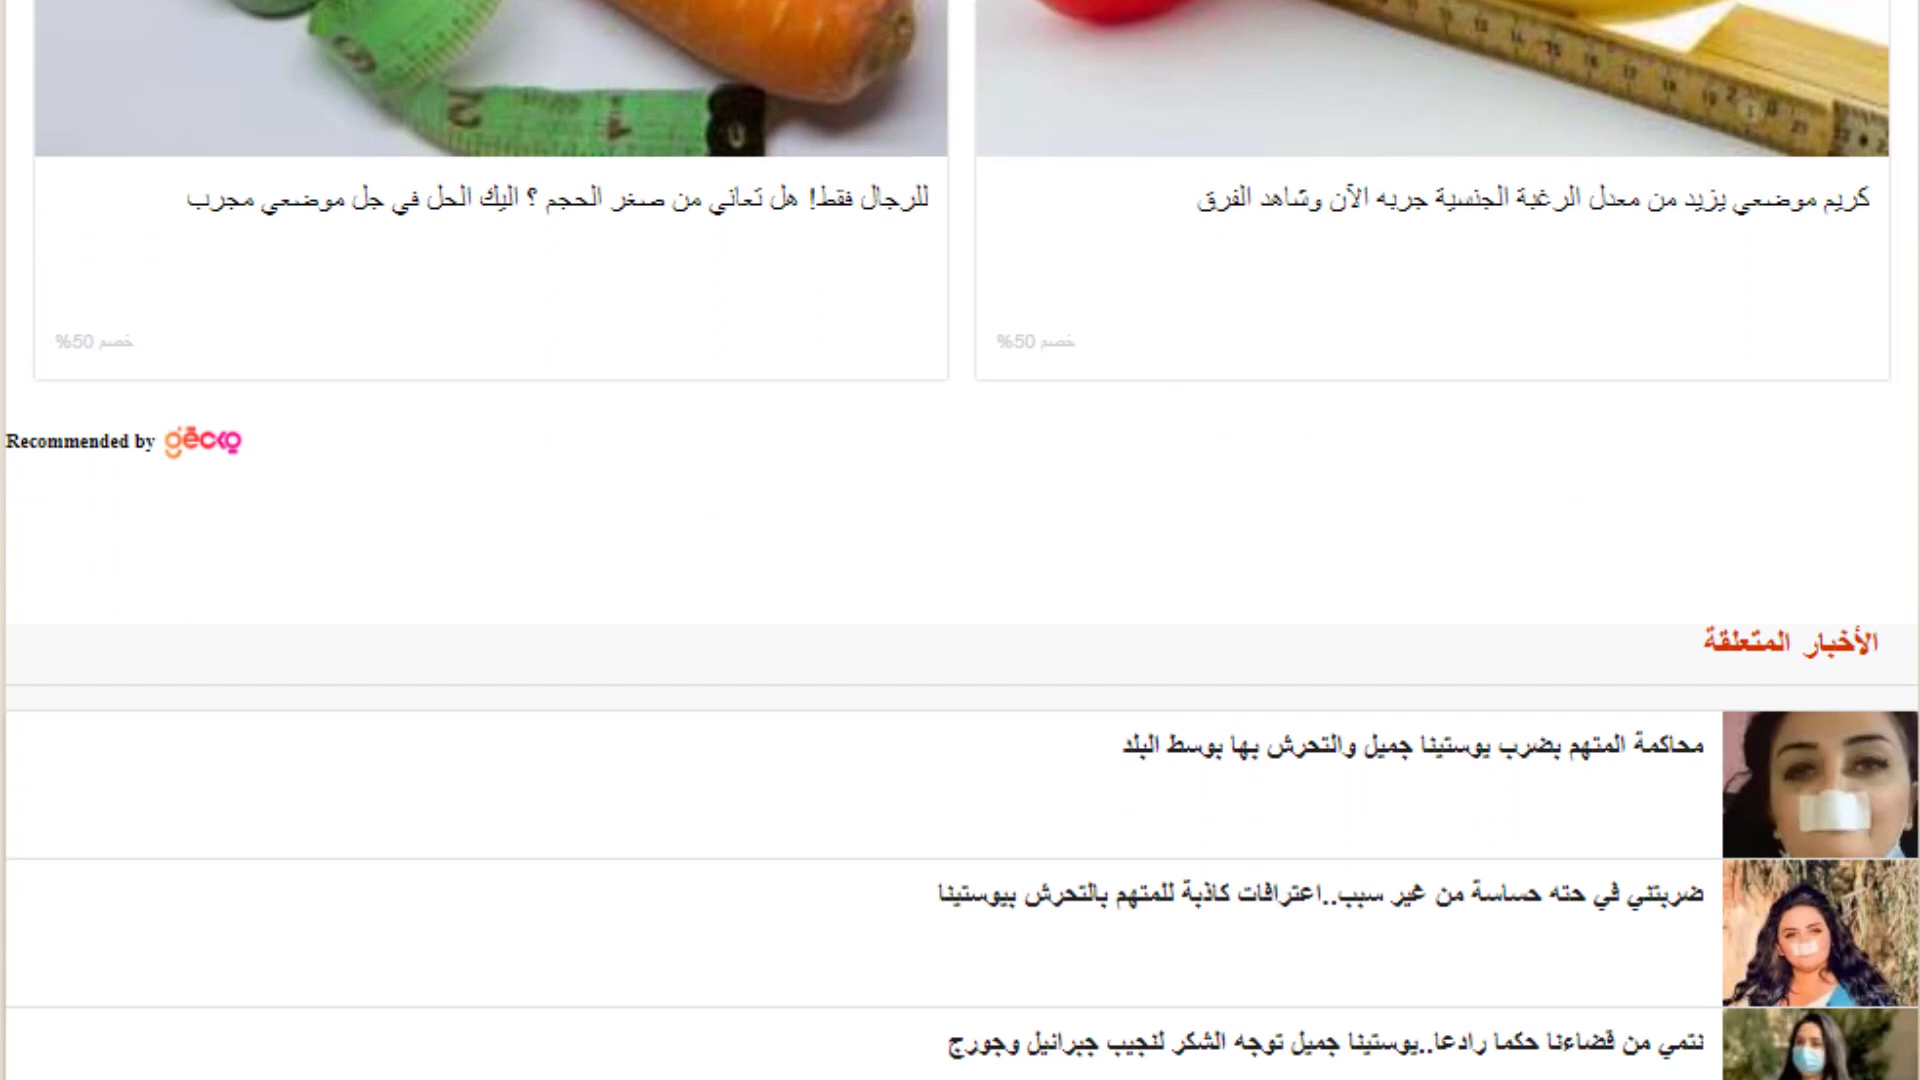 كريم موضعي يزيد من معدل الرغبة الجنسية جربه الآن وشاهد الفرق
خصم 50%
للرجال فقط! هل تعاني من صغر الحجم ؟ اليك الحل في جل موضعي مجرب
خصم 50%
Recommended by gecko
الأخبار المتعلقة
محاكمة المتهم بضرب يوستينا جميل والتحرش بها بوسط البلد
ضربتني في حته حساسة من غير سبب..اعترافات كاذبة للمتهم بالتحرش بيوستينا
ننمي من قضاءنا حكما رادعا..يوستينا جميل توجه الشكر لنجيب جبرائيل وجورج